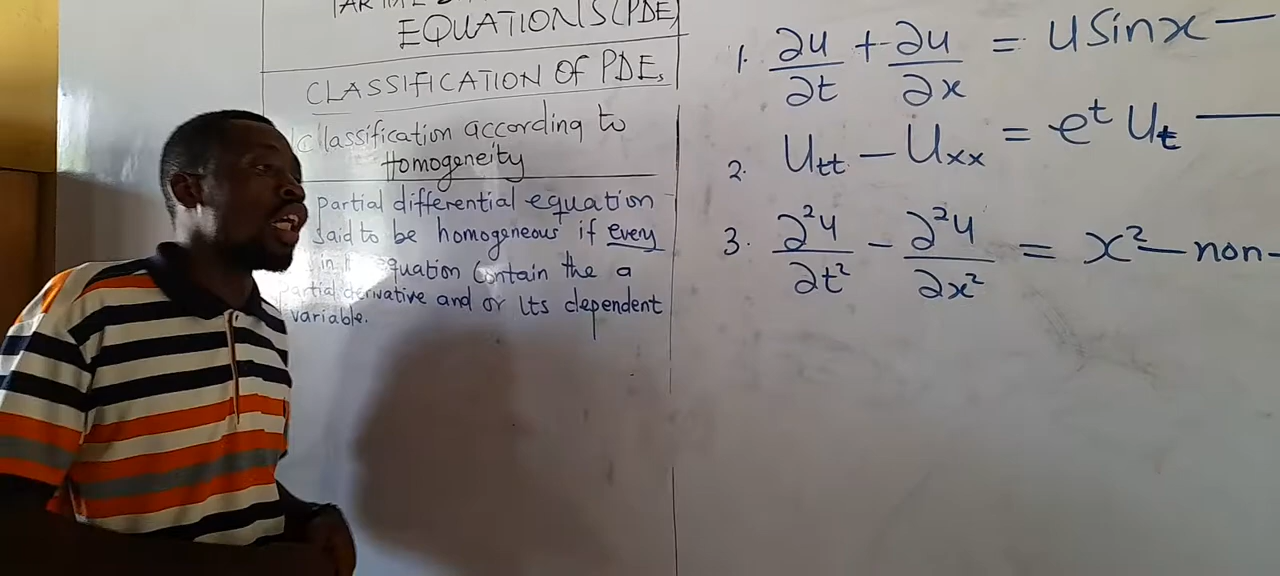 EQUATIONS(PDE)
CLASSIFICATION OF PDEs
Classification according to
Homogeneity
partial differential equation
said to be homogeneous if every
in equation contain the a
partial derivative and or Its dependent
variable.
1. ∂u/∂t + ∂u/∂x = u sinx —
2. Utt – Uxx = e^t Ut —
3. ∂²u/∂t² – ∂²u/∂x² = x² — non-